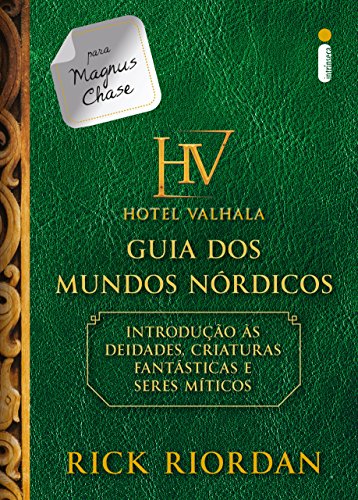 para
Magnus
Chase
intrínseca
HV
HOTEL VALHALA
GUIA DOS
MUNDOS NÓRDICOS
INTRODUÇÃO ÀS
DEIDADES, CRIATURAS
FANTÁSTICAS E
SERES MÍTICOS
RICK RIORDAN